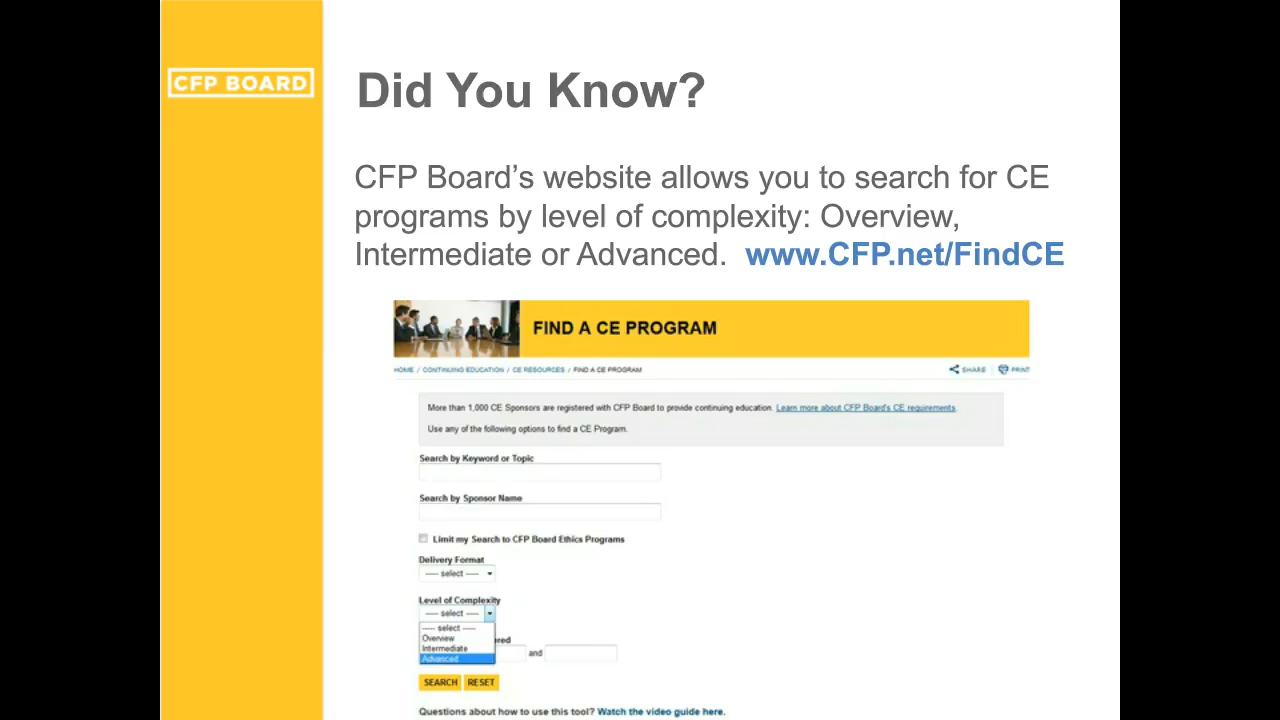 CFP BOARD
Did You Know?
CFP Board’s website allows you to search for CE
programs by level of complexity: Overview,
Intermediate or Advanced.  www.CFP.net/FindCE
FIND A CE PROGRAM
HOME / CONTINUING EDUCATION / CE RESOURCES / FIND A CE PROGRAM SHARE PRINT
More than 1,000 CE Sponsors are registered with CFP Board to provide continuing education. Learn more about CFP Board's CE requirements.
Use any of the following options to find a CE Program.
Search by Keyword or Topic
Search by Sponsor Name
Limit my Search to CFP Board Ethics Programs
Delivery Format
---- select ----
Level of Complexity
---- select ----
---- select ----
Overview
Intermediate
Advanced
and
SEARCH RESET
Questions about how to use this tool? Watch the video guide here.